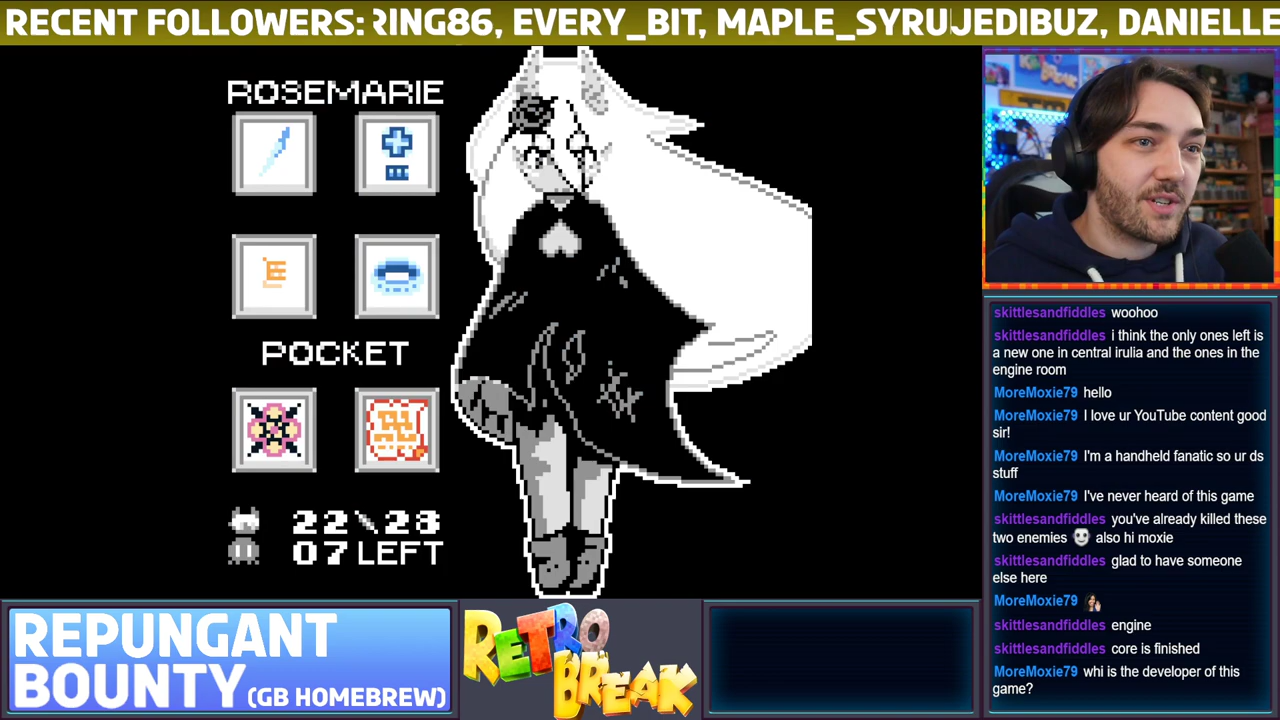 RECENT FOLLOWERS: RING86, EVERY_BIT, MAPLE_SYRUJEDIBUZ, DANIELLE
ROSEMARIE
POCKET
22\28
07 LEFT
skittlesandfiddles woohoo
skittlesandfiddles i think the only ones left is
a new one in central irulia and the ones in the
engine room
MoreMoxie79 hello
MoreMoxie79 I love ur YouTube content good
sir!
MoreMoxie79 I'm a handheld fanatic so ur ds
stuff
MoreMoxie79 I've never heard of this game
skittlesandfiddles you've already killed these
two enemies also hi moxie
skittlesandfiddles glad to have someone
else here
MoreMoxie79
skittlesandfiddles engine
skittlesandfiddles core is finished
MoreMoxie79 whi is the developer of this
game?
REPUNGANT
BOUNTY (GB HOMEBREW)
RETRO
BREAK